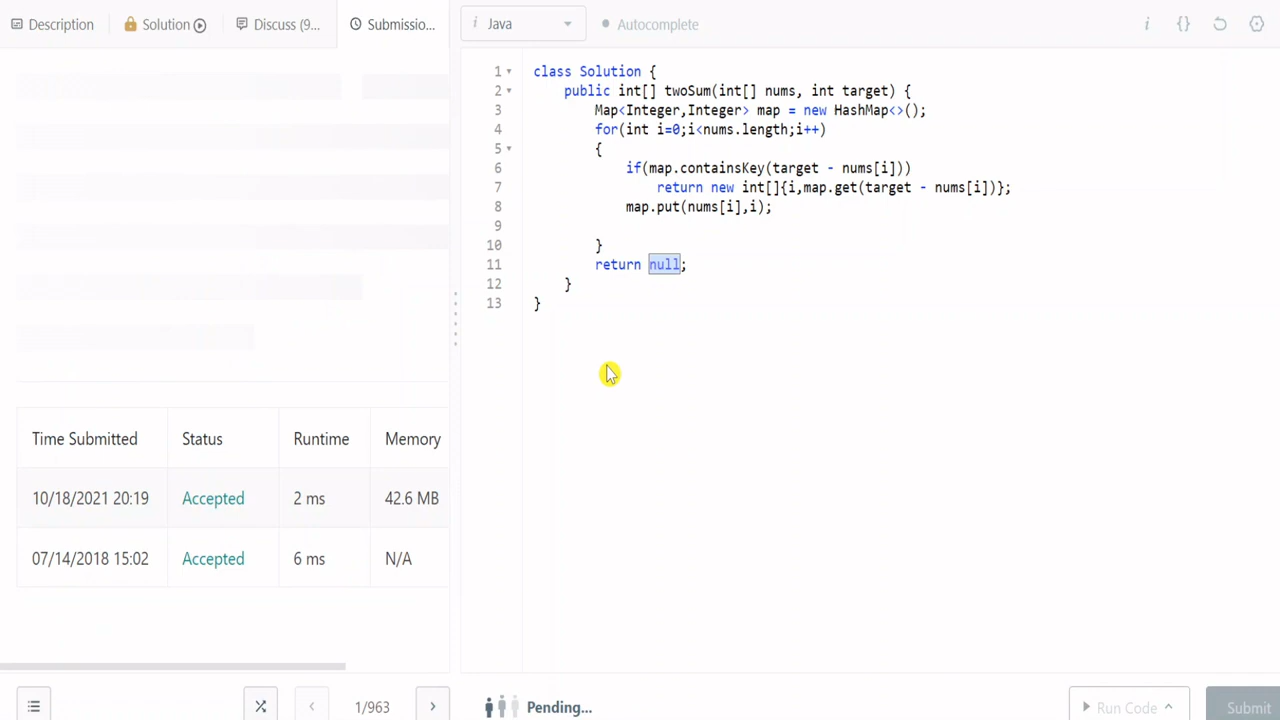 Description
Solution
Discuss (9...
Submissio...
i Java
Autocomplete
i {}
1 class Solution {
2 public int[] twoSum(int[] nums, int target) {
3 Map<Integer,Integer> map = new HashMap<>();
4 for(int i=0;i<nums.length;i++)
5 {
6 if(map.containsKey(target - nums[i]))
7 return new int[]{i,map.get(target - nums[i])};
8 map.put(nums[i],i);
9
10 }
11 return null;
12 }
13 }
Time Submitted Status Runtime Memory
10/18/2021 20:19 Accepted 2 ms 42.6 MB
07/14/2018 15:02 Accepted 6 ms N/A
1/963
Pending...
Run Code
Submit